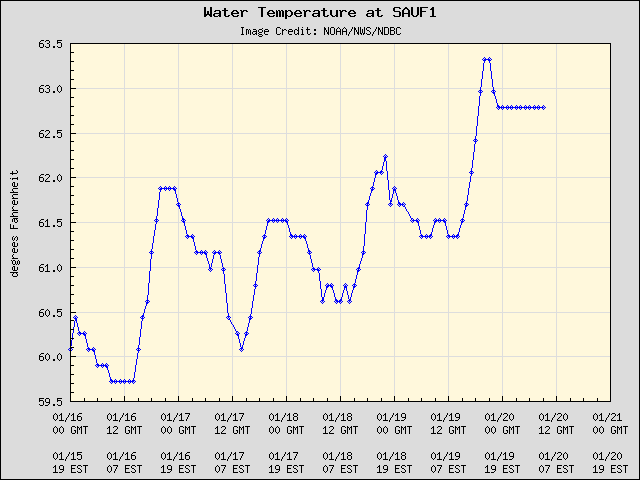 Water Temperature at SAUF1
Image Credit: NOAA/NWS/NDBC
degrees Fahrenheit
63.5
63.0
62.5
62.0
61.5
61.0
60.5
60.0
59.5
01/16 01/16 01/17 01/17 01/18 01/18 01/19 01/19 01/20 01/20 01/21
00 GMT 12 GMT 00 GMT 12 GMT 00 GMT 12 GMT 00 GMT 12 GMT 00 GMT 12 GMT 00 GMT
01/15 01/16 01/16 01/17 01/17 01/18 01/18 01/19 01/19 01/20 01/20
19 EST 07 EST 19 EST 07 EST 19 EST 07 EST 19 EST 07 EST 19 EST 07 EST 19 EST